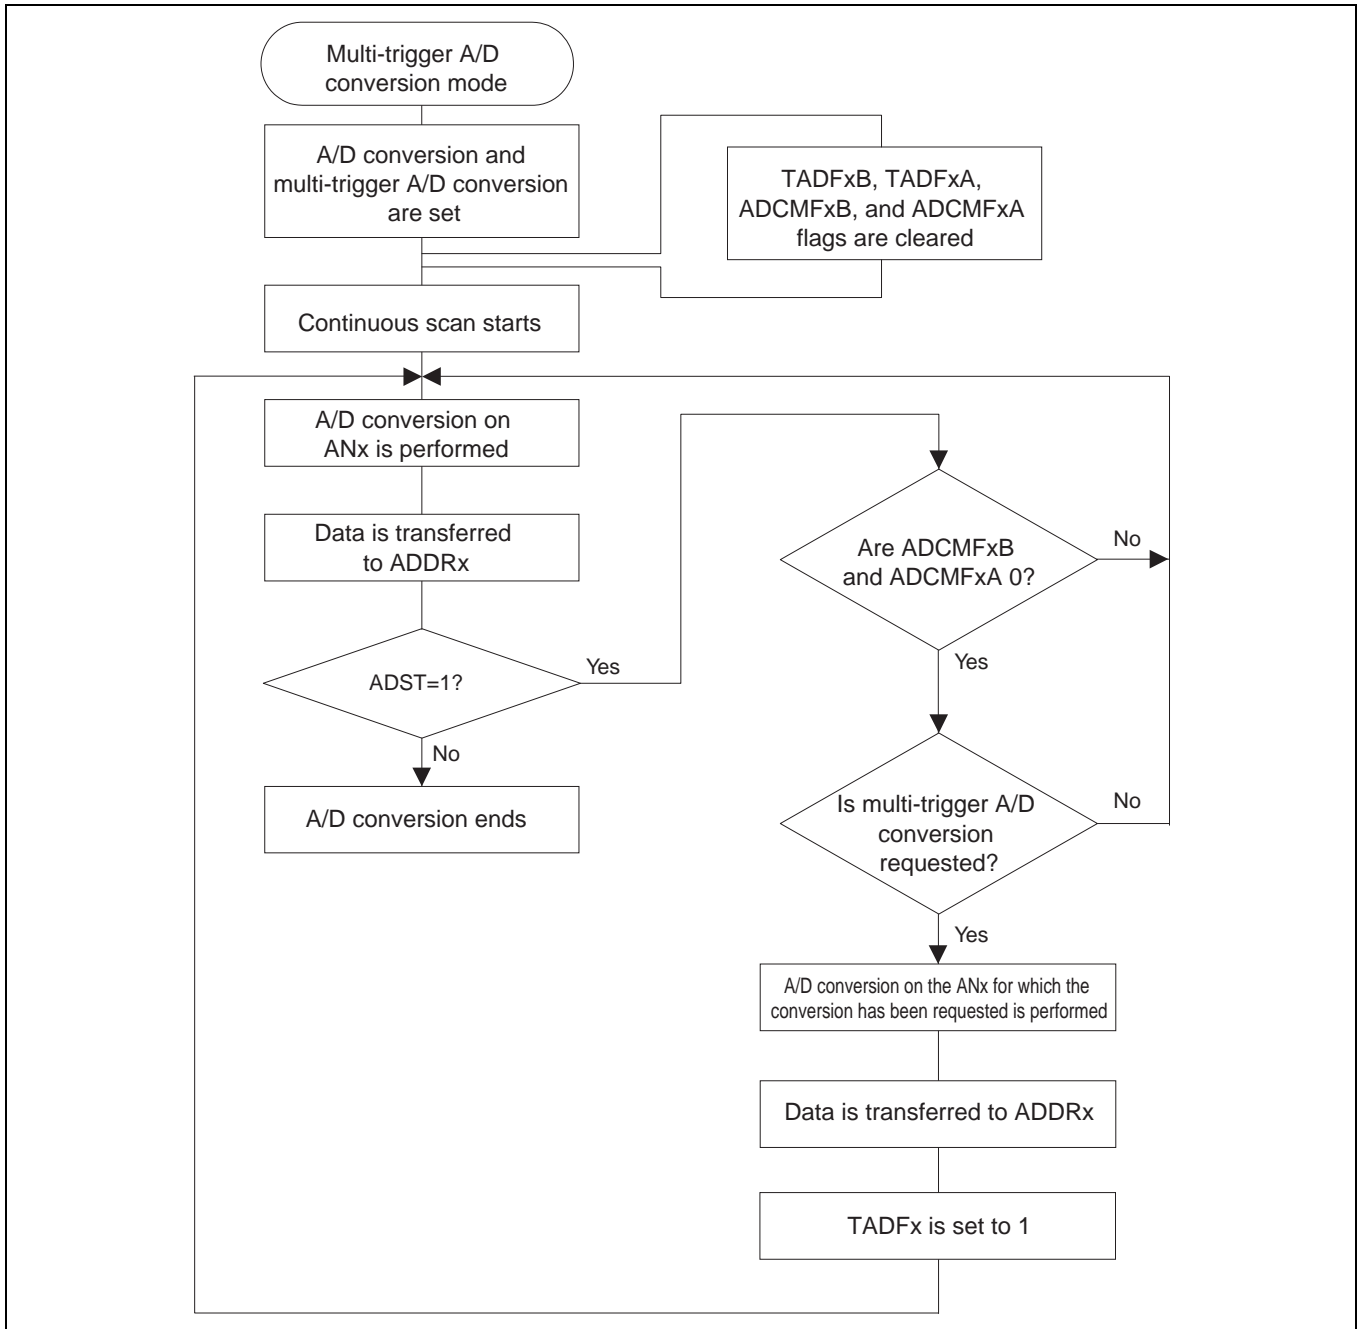 Multi-trigger A/D
conversion mode
A/D conversion and
multi-trigger A/D conversion
are set
TADFxB, TADFxA,
ADCMFxB, and ADCMFxA
flags are cleared
Continuous scan starts
A/D conversion on
ANx is performed
Data is transferred
to ADDRx
ADST=1?
Yes
No
A/D conversion ends
Are ADCMFxB
and ADCMFxA 0?
No
Yes
Is multi-trigger A/D
conversion
requested?
No
Yes
A/D conversion on the ANx for which the
conversion has been requested is performed
Data is transferred to ADDRx
TADFx is set to 1